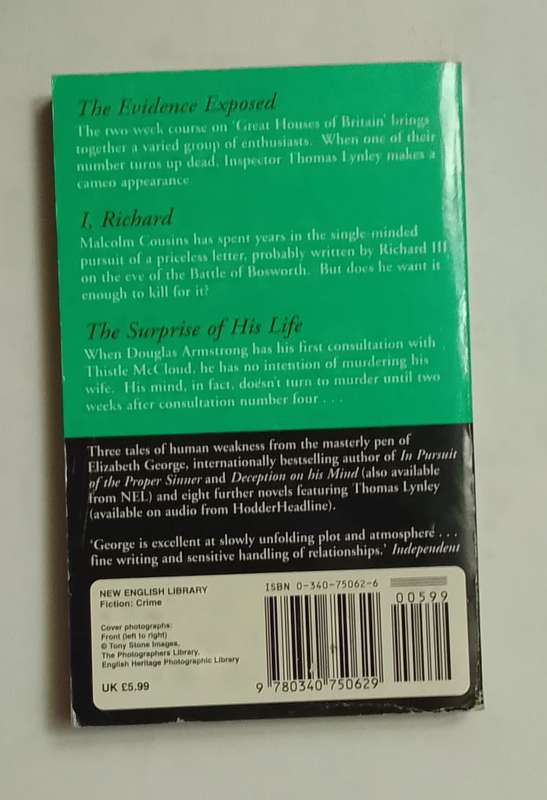 The Evidence Exposed
The two week course on 'Great Houses of Britain' brings
together a varied group of enthusiasts. When one of their
number turns up dead, Inspector Thomas Lynley makes a
cameo appearance
I, Richard
Malcolm Cousins has spent years in the single-minded
pursuit of a priceless letter, probably written by Richard III
on the eve of the Battle of Bosworth. But does he want it
enough to kill for it?
The Surprise of His Life
When Douglas Armstrong has his first consultation with
Thistle McCloud, he has no intention of murdering his
wife. His mind, in fact, doesn't turn to murder until two
weeks after consultation number four . . .
Three tales of human weakness from the masterly pen of
Elizabeth George, internationally bestselling author of In Pursuit
of the Proper Sinner and Deception on his Mind (also available
from NEL) and eight further novels featuring Thomas Lynley
(available on audio from HodderHeadline).
'George is excellent at slowly unfolding plot and atmosphere . . .
fine writing and sensitive handling of relationships.' Independent
NEW ENGLISH LIBRARY
Fiction: Crime
Cover photographs:
Front (left to right)
© Tony Stone Images,
The Photographers Library,
English Heritage Photographic Library
UK £5.99
ISBN 0-340-75062-6
00599
9 780340 750629